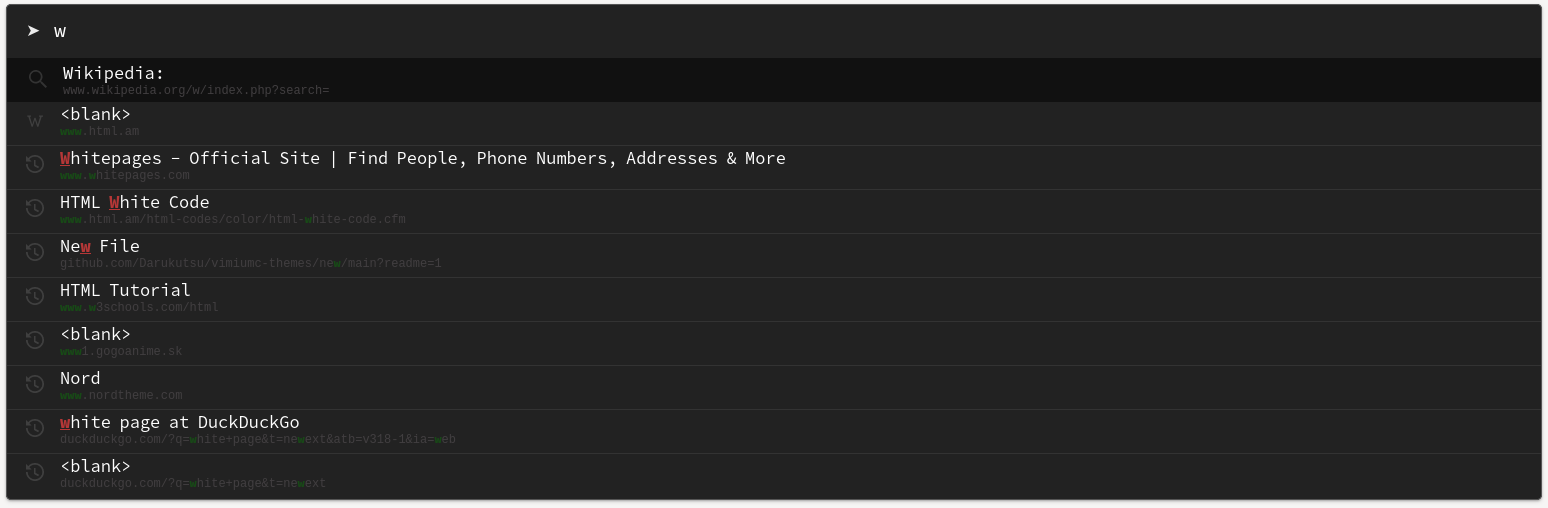 ➤ w
Wikipedia:
www.wikipedia.org/w/index.php?search=
W
<blank>
www.html.am
Whitepages – Official Site | Find People, Phone Numbers, Addresses & More
www.whitepages.com
HTML White Code
www.html.am/html-codes/color/html-white-code.cfm
New File
github.com/Darukutsu/vimiumc-themes/new/main?readme=1
HTML Tutorial
www.w3schools.com/html
<blank>
www1.gogoanime.sk
Nord
www.nordtheme.com
white page at DuckDuckGo
duckduckgo.com/?q=white+page&t=newext&atb=v318-1&ia=web
<blank>
duckduckgo.com/?q=white+page&t=newext